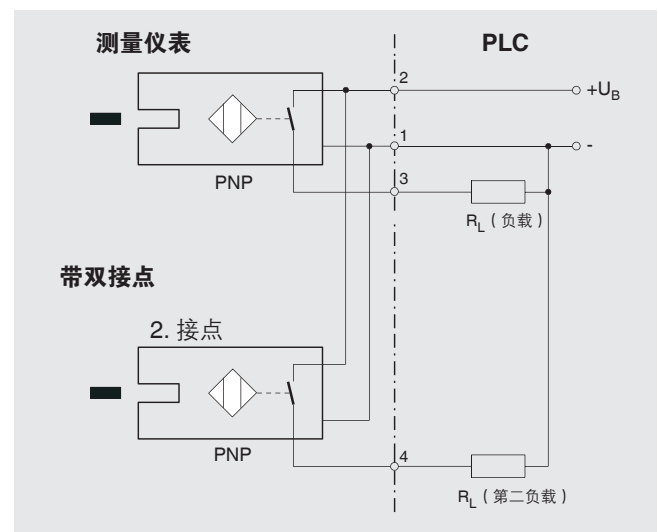 测量仪表
PLC
2
+U_B
1
-
PNP
3
R_L（负载）
带双接点
2. 接点
PNP
4
R_L（第二负载）